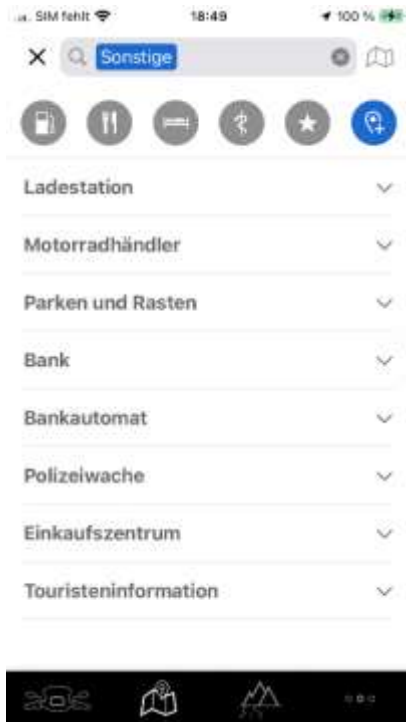 SIM fehlt 18:49 100 %
Sonstige
Ladestation
Motorradhändler
Parken und Rasten
Bank
Bankautomat
Polizeiwache
Einkaufszentrum
Touristeninformation